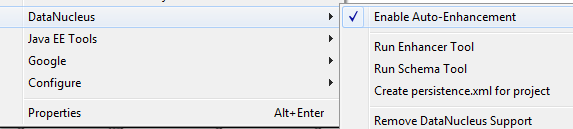 DataNucleus
Java EE Tools
Google
Configure
Properties Alt+Enter
Enable Auto-Enhancement
Run Enhancer Tool
Run Schema Tool
Create persistence.xml for project
Remove DataNucleus Support